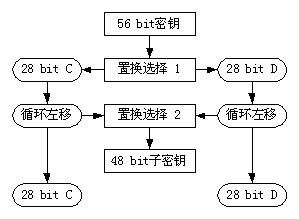 56 bit密钥
28 bit C
置换选择 1
28 bit D
循环左移
置换选择 2
循环左移
48 bit子密钥
28 bit C
28 bit D